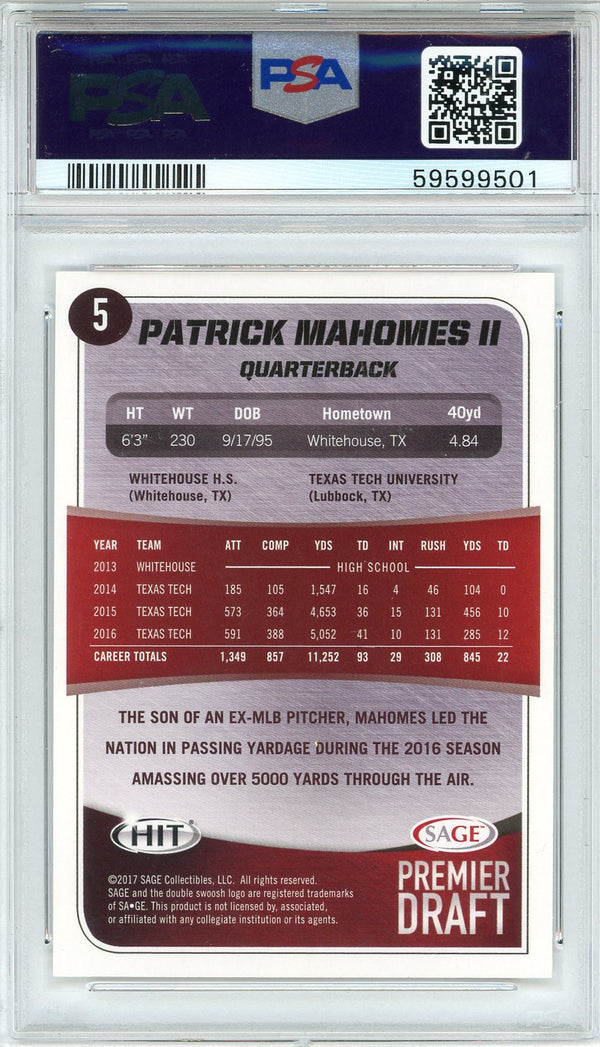 PSA PSA PSA
PSA
PSA PSA PSA
PSA
59599501
5
PATRICK MAHOMES II
QUARTERBACK
HT WT DOB Hometown 40yd
6'3" 230 9/17/95 Whitehouse, TX 4.84
WHITEHOUSE H.S. TEXAS TECH UNIVERSITY
(Whitehouse, TX) (Lubbock, TX)
YEAR TEAM ATT COMP YDS TD INT RUSH YDS TD
2013 WHITEHOUSE HIGH SCHOOL
2014 TEXAS TECH 185 105 1,547 16 4 46 104 0
2015 TEXAS TECH 573 364 4,653 36 15 131 456 10
2016 TEXAS TECH 591 388 5,052 41 10 131 285 12
CAREER TOTALS 1,349 857 11,252 93 29 308 845 22
THE SON OF AN EX-MLB PITCHER, MAHOMES LED THE
NATION IN PASSING YARDAGE DURING THE 2016 SEASON
AMASSING OVER 5000 YARDS THROUGH THE AIR.
HIT®
SAGE™
©2017 SAGE Collectibles, LLC. All rights reserved.
SAGE and the double swoosh logo are registered trademarks
of SA•GE. This product is not licensed by, associated,
or affiliated with any collegiate institution or its agents.
PREMIER
DRAFT